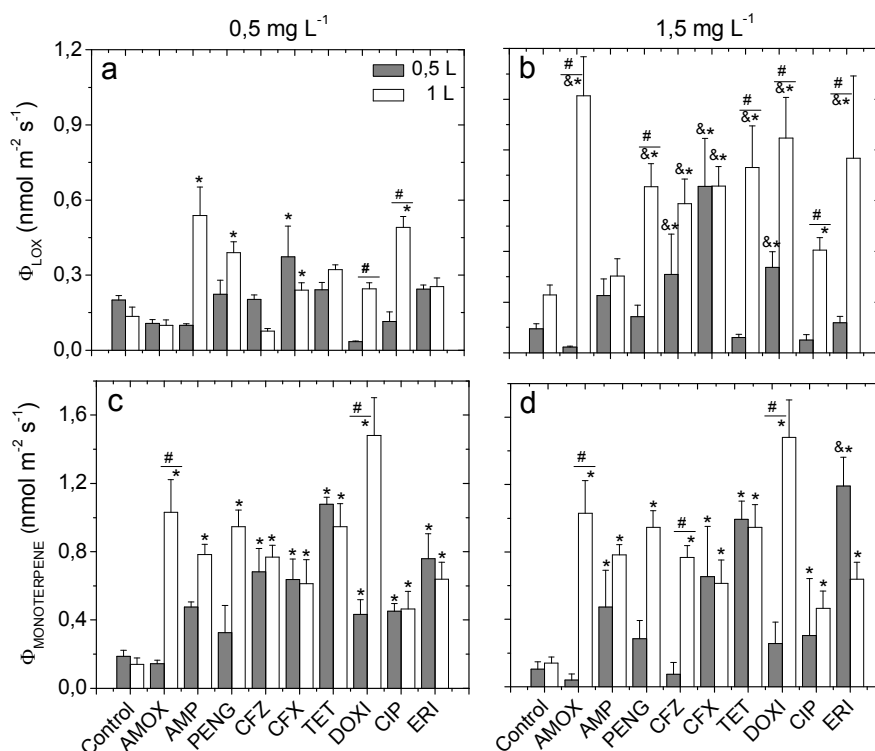 0,5 mg L⁻¹
1,5 mg L⁻¹
a
0,5 L
1 L
Φ_LOX (nmol m⁻² s⁻¹)
1,2
0,9
0,6
0,3
0,0
*
*
*
*
#
#
*
b
#
&*
#
&*
&*
&*
&*
#
&*
&*
#
&*
#
*
#
&*
c
Φ_MONOTERPENE (nmol m⁻² s⁻¹)
1,6
1,2
0,8
0,4
0,0
#
*
*
*
*
*
*
*
*
*
*
#
*
*
*
*
*
d
#
*
*
*
*
#
*
*
*
*
*
#
*
*
*
&*
*
Control
AMOX
AMP
PENG
CFZ
CFX
TET
DOXI
CIP
ERI
Control
AMOX
AMP
PENG
CFZ
CFX
TET
DOXI
CIP
ERI